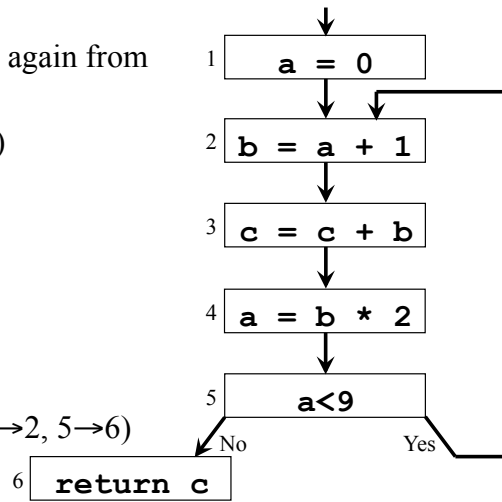 again from
1 a = 0
)
2 b = a + 1
3 c = c + b
4 a = b * 2
5 a<9
→2, 5→6)
No Yes
6 return c